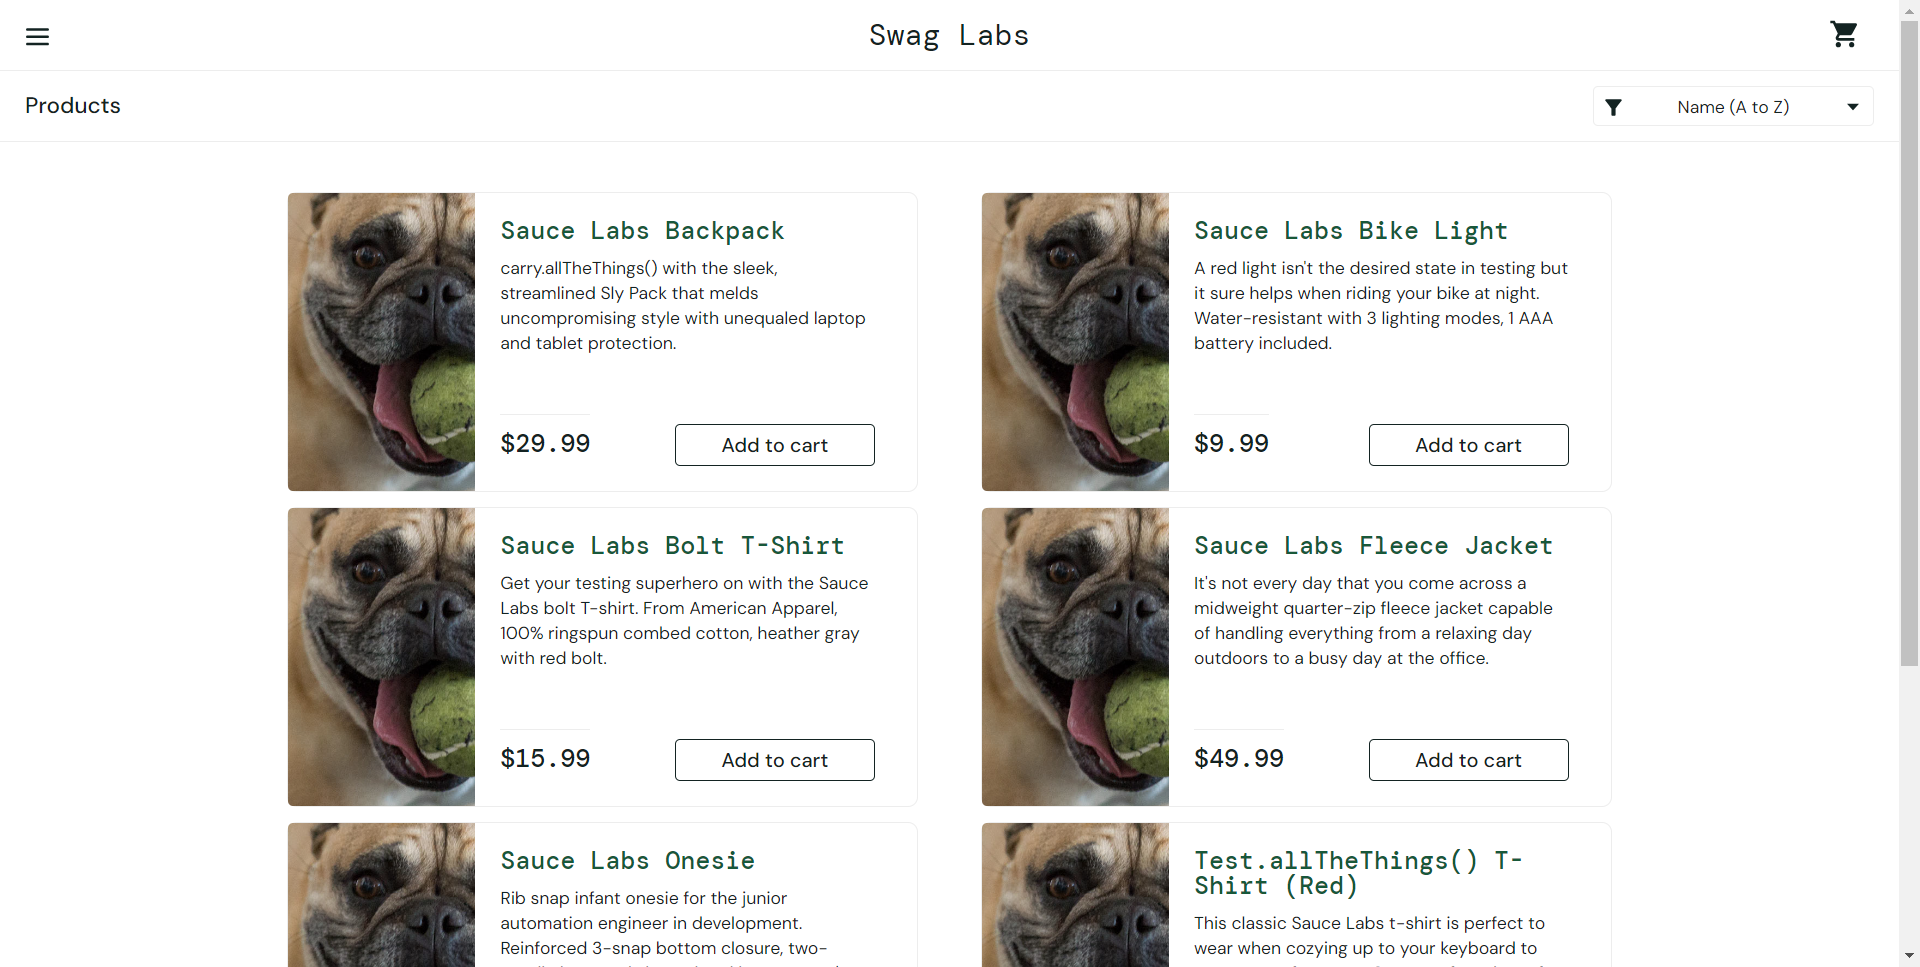 Swag Labs
Products
Name (A to Z)
Sauce Labs Backpack
carry.allTheThings() with the sleek,
streamlined Sly Pack that melds
uncompromising style with unequaled laptop
and tablet protection.
$29.99
Add to cart
Sauce Labs Bike Light
A red light isn't the desired state in testing but
it sure helps when riding your bike at night.
Water-resistant with 3 lighting modes, 1 AAA
battery included.
$9.99
Add to cart
Sauce Labs Bolt T-Shirt
Get your testing superhero on with the Sauce
Labs bolt T-shirt. From American Apparel,
100% ringspun combed cotton, heather gray
with red bolt.
$15.99
Add to cart
Sauce Labs Fleece Jacket
It's not every day that you come across a
midweight quarter-zip fleece jacket capable
of handling everything from a relaxing day
outdoors to a busy day at the office.
$49.99
Add to cart
Sauce Labs Onesie
Rib snap infant onesie for the junior
automation engineer in development.
Reinforced 3-snap bottom closure, two-
Test.allTheThings() T-
Shirt (Red)
This classic Sauce Labs t-shirt is perfect to
wear when cozying up to your keyboard to